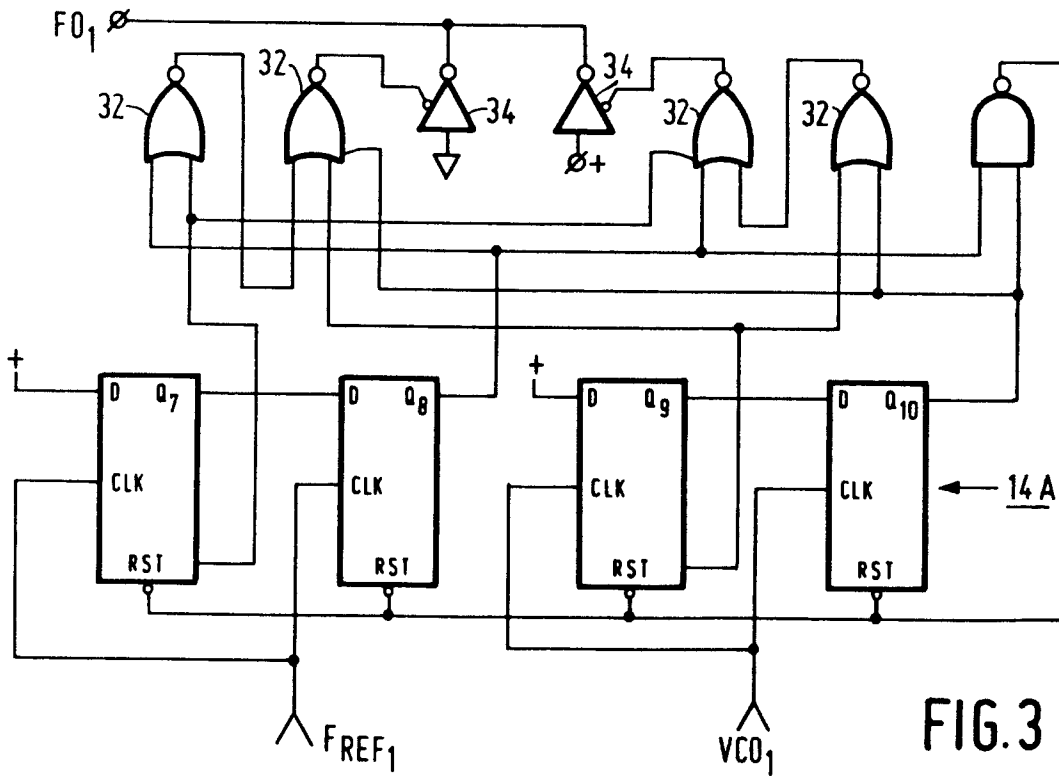 FO1
32
32
34
34
32
32
+
+
D Q7
D Q8
+
D Q9
D Q10
CLK
CLK
CLK
CLK
14A
RST
RST
RST
RST
FREF1
VCO1
FIG.3